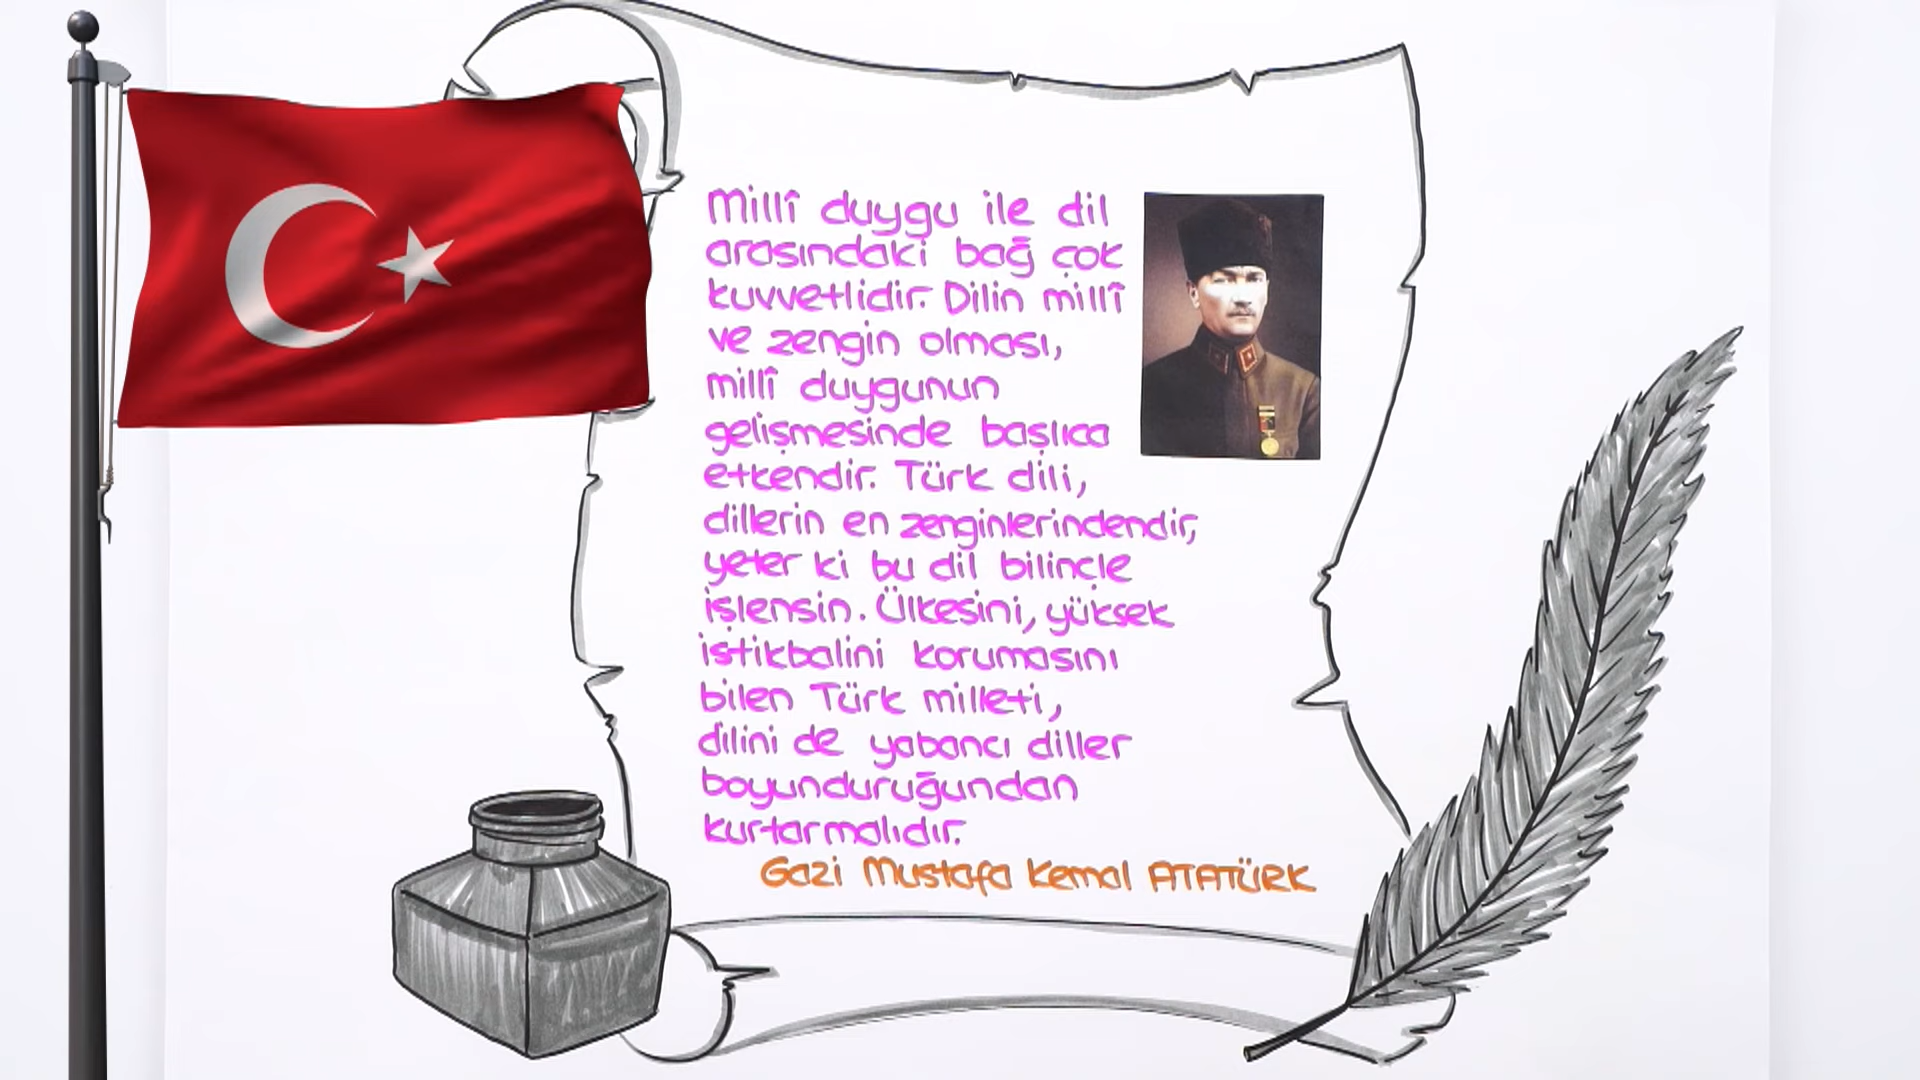 Millî duygu ile dil
arasındaki bağ çok
kuvvetlidir. Dilin millî
ve zengin olması,
millî duygunun
gelişmesinde başlıca
etkendir. Türk dili,
dillerin en zenginlerindendir,
yeter ki bu dil bilinçle
işlensin. Ülkesini, yüksek
istikbalini korumasını
bilen Türk milleti,
dilini de yabancı diller
boyunduruğundan
kurtarmalıdır.
Gazi Mustafa Kemal ATATÜRK